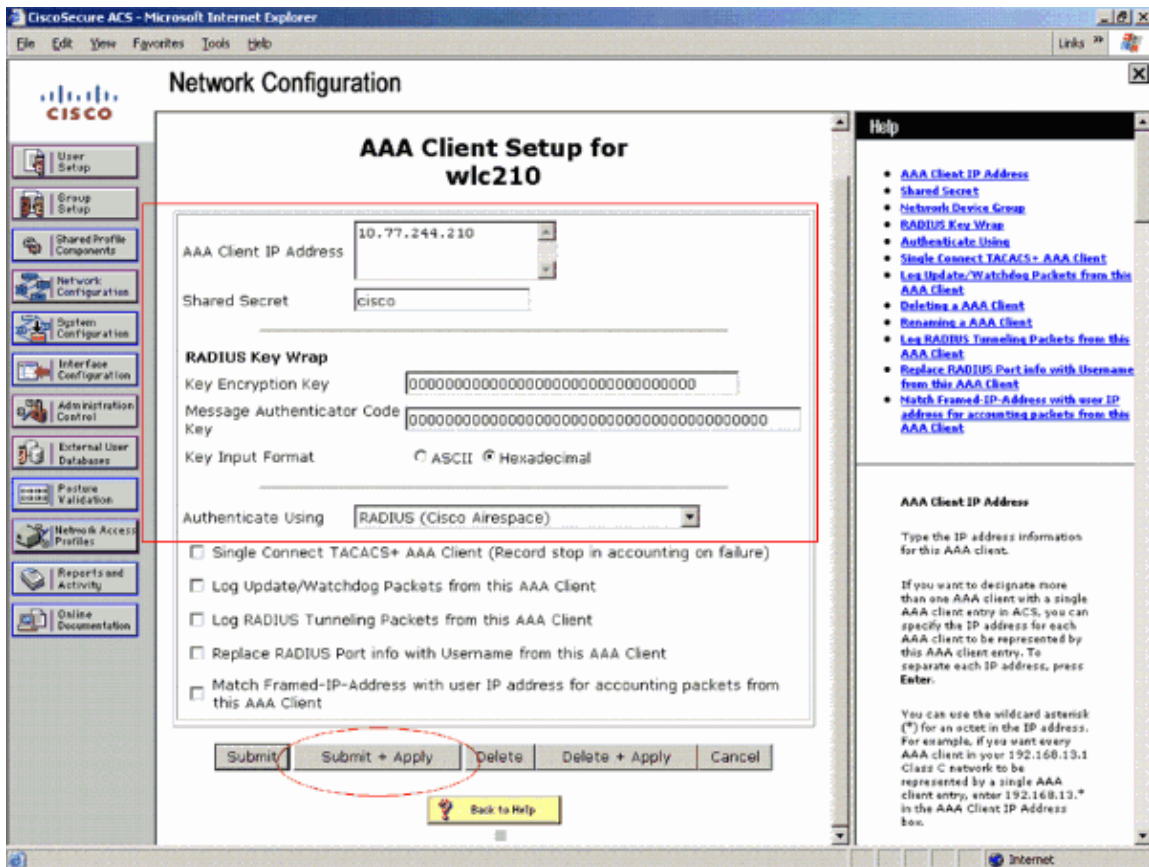 CiscoSecure ACS - Microsoft Internet Explorer
File Edit View Favorites Tools Help
Links »
CISCO
Network Configuration
User
Setup
Group
Setup
Shared Profile
Components
Network
Configuration
System
Configuration
Interface
Configuration
Administration
Control
External User
Databases
Posture
Validation
Network Access
Profiles
Reports and
Activity
Online
Documentation
AAA Client Setup for
wlc210
AAA Client IP Address
10.77.244.210
Shared Secret
cisco
RADIUS Key Wrap
Key Encryption Key
Message Authenticator Code
Key
Key Input Format
ASCII Hexadecimal
Authenticate Using
RADIUS (Cisco Airespace)
Single Connect TACACS+ AAA Client (Record stop in accounting on failure)
Log Update/Watchdog Packets from this AAA Client
Log RADIUS Tunneling Packets from this AAA Client
Replace RADIUS Port info with Username from this AAA Client
Match Framed-IP-Address with user IP address for accounting packets from
this AAA Client
Submit Submit + Apply Delete Delete + Apply Cancel
Back to Help
Help
AAA Client IP Address
Shared Secret
Network Device Group
RADIUS Key Wrap
Authenticate Using
Single Connect TACACS+ AAA Client
Log Update/Watchdog Packets from this
AAA Client
Deleting a AAA Client
Renaming a AAA Client
Log RADIUS Tunneling Packets from this
AAA Client
Replace RADIUS Port info with Username
from this AAA Client
Match Framed-IP-Address with user IP
address for accounting packets from this
AAA Client
AAA Client IP Address
Type the IP address information
for this AAA client.
If you want to designate more
than one AAA client with a single
AAA client entry in ACS, you can
specify the IP address for each
AAA client to be represented by
this AAA client entry. To
separate each IP address, press
Enter.
You can use the wildcard asterisk
(*) for an octet in the IP address.
For example, if you want every
AAA client in your 192.168.13.1
Class C network to be
represented by a single AAA
client entry, enter 192.168.13.*
in the AAA Client IP Address
box.
Internet